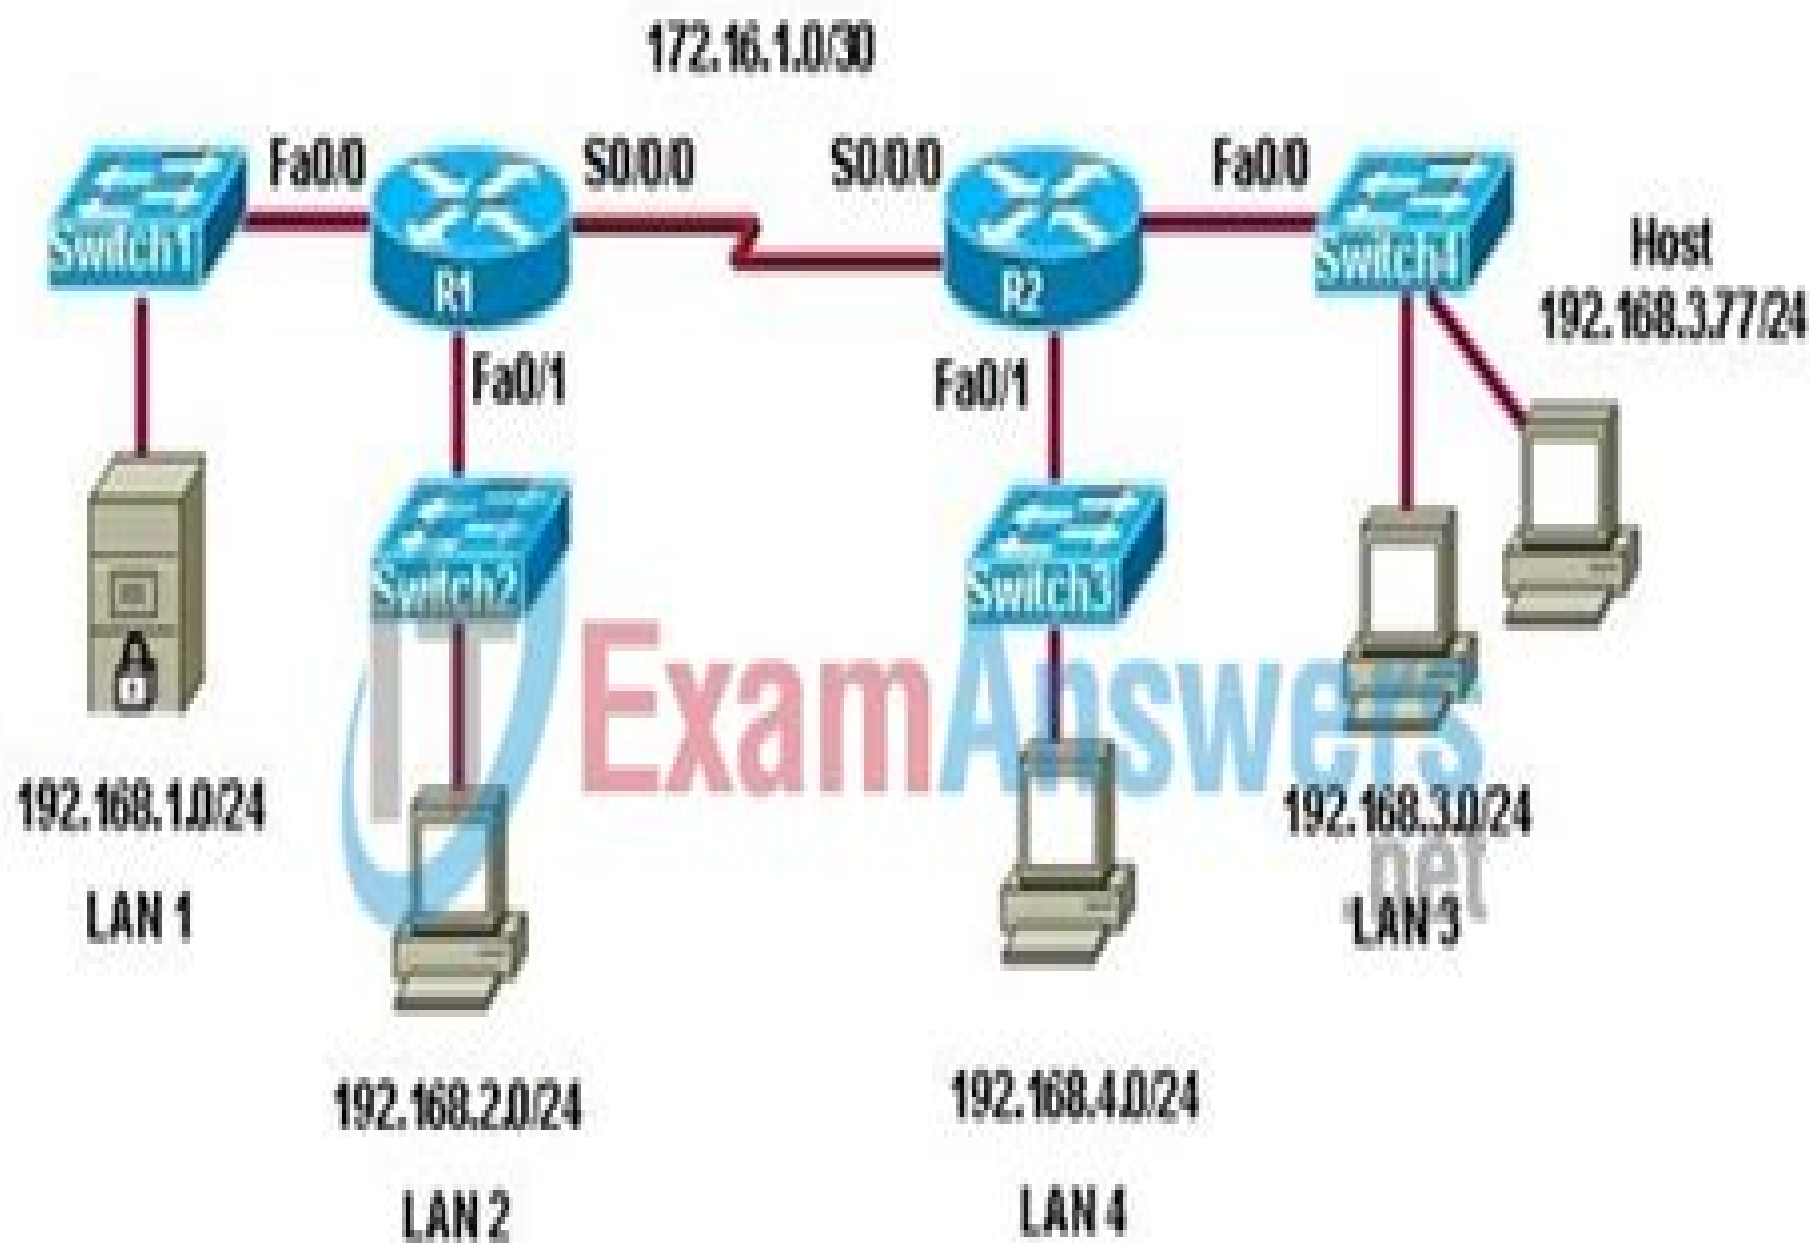 172.16.1.0/30
Fa0/0
S0/0/0
S0/0/0
Fa0/0
Switch1
R1
R2
Switch4
Host
192.168.3.77/24
Fa0/1
Fa0/1
Switch2
Switch3
ITExamAnswers
.net
192.168.1.0/24
LAN 1
192.168.3.0/24
LAN 3
192.168.2.0/24
LAN 2
192.168.4.0/24
LAN 4